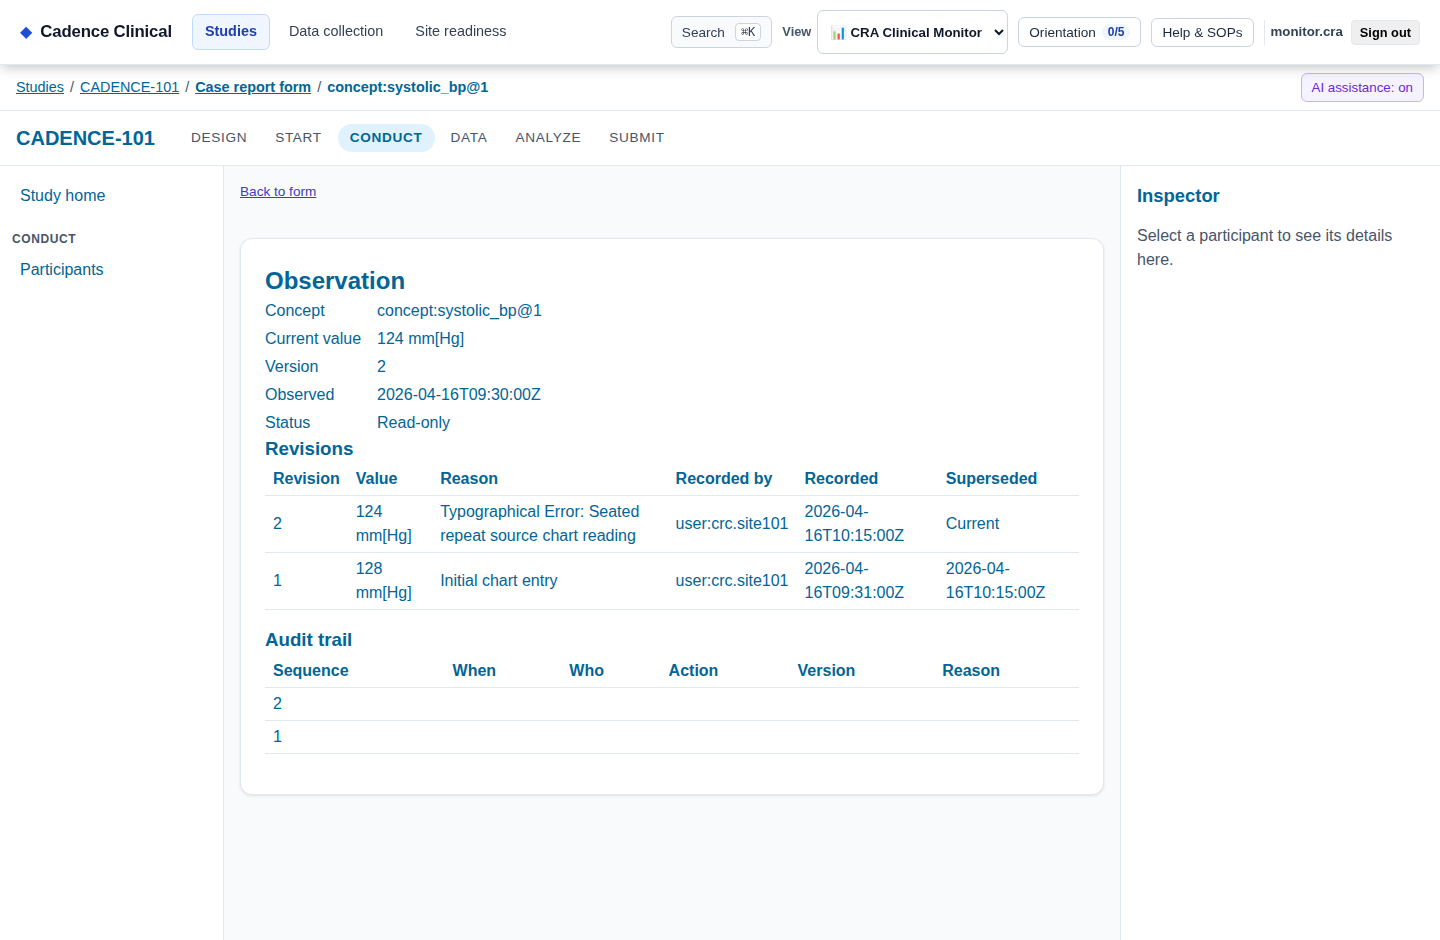 Cadence Clinical Studies Data collection Site readiness Search ⌘K View CRA Clinical Monitor Orientation 0/5 Help & SOPs monitor.cra Sign out
Studies / CADENCE-101 / Case report form / concept:systolic_bp@1 AI assistance: on
CADENCE-101 DESIGN START CONDUCT DATA ANALYZE SUBMIT
Study home
CONDUCT
Participants
Back to form
Observation
Concept concept:systolic_bp@1
Current value 124 mm[Hg]
Version 2
Observed 2026-04-16T09:30:00Z
Status Read-only
Revisions
Revision Value Reason Recorded by Recorded Superseded
2 124 mm[Hg] Typographical Error: Seated repeat source chart reading user:crc.site101 2026-04-16T10:15:00Z Current
1 128 mm[Hg] Initial chart entry user:crc.site101 2026-04-16T09:31:00Z 2026-04-16T10:15:00Z
Audit trail
Sequence When Who Action Version Reason
2
1
Inspector
Select a participant to see its details
here.